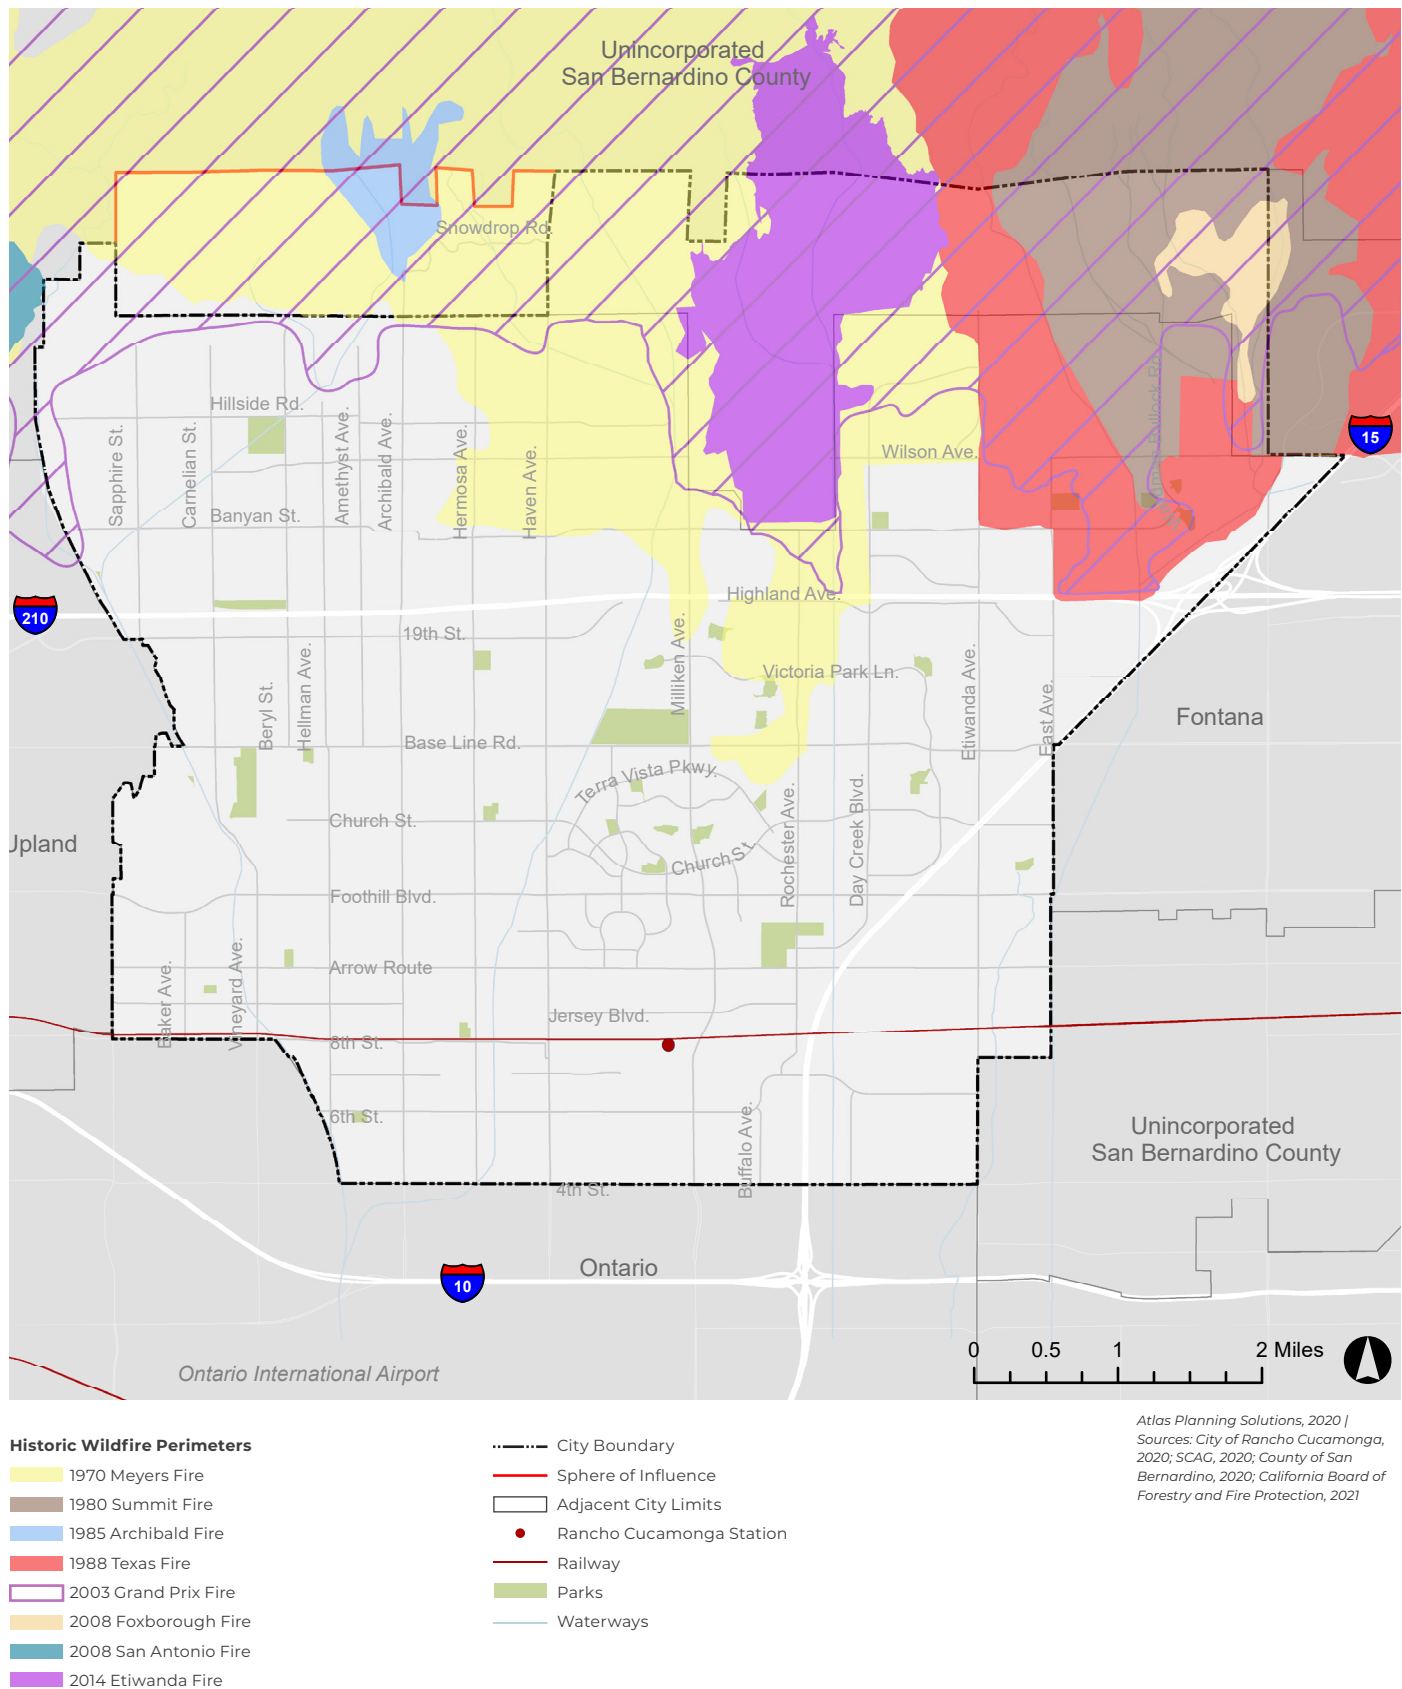 Unincorporated
San Bernardino County
Snowdrop Rd.
Hillside Rd.
15
Sapphire St.
Carnelian St.
Amethyst Ave.
Archibald Ave.
Hermosa Ave.
Haven Ave.
Wilson Ave.
Banyan St.
210
Highland Ave.
19th St.
Milliken Ave.
Victoria Park Ln.
Beryl St.
Hellman Ave.
Etiwanda Ave.
East Ave.
Fontana
Base Line Rd.
Terra Vista Pkwy.
Upland
Church St.
Church St.
Rochester Ave.
Day Creek Blvd.
Foothill Blvd.
Arrow Route
Baker Ave.
Vineyard Ave.
Jersey Blvd.
8th St.
6th St.
Buffalo Ave.
Unincorporated
San Bernardino County
4th St.
Ontario
10
0 0.5 1 2 Miles
Ontario International Airport
Atlas Planning Solutions, 2020 |
Sources: City of Rancho Cucamonga,
2020; SCAG, 2020; County of San
Bernardino, 2020; California Board of
Forestry and Fire Protection, 2021
Historic Wildfire Perimeters
1970 Meyers Fire
1980 Summit Fire
1985 Archibald Fire
1988 Texas Fire
2003 Grand Prix Fire
2008 Foxborough Fire
2008 San Antonio Fire
2014 Etiwanda Fire
City Boundary
Sphere of Influence
Adjacent City Limits
Rancho Cucamonga Station
Railway
Parks
Waterways